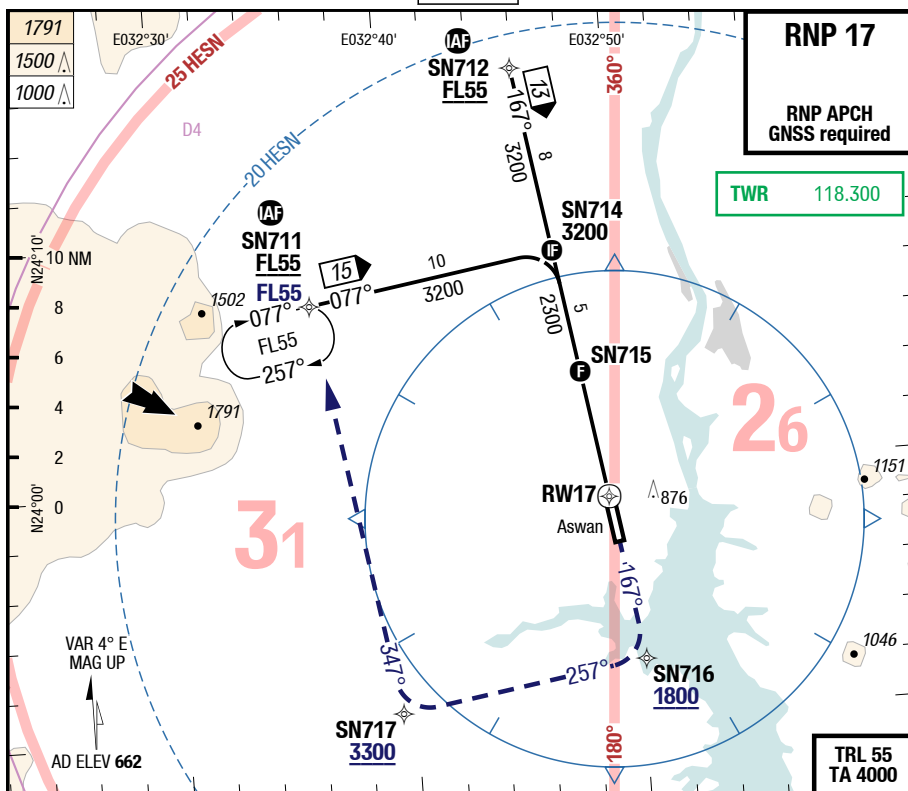 1791
1500
1000
E032°30'
E032°40'
E032°50'
25 HESN
D4
20 HESN
IAF
SN712
FL55
13
167°
3200
8
360°
RNP 17
RNP APCH
GNSS required
TWR 118.300
IAF
SN711
FL55
FL55
15
077°
10
3200
SN714
3200
IF
N24°10'
10 NM
8
6
4
2
0
N24°00'
1502
077°
FL55
257°
1791
5
2300
F
SN715
26
1151
RW17
876
Aswan
31
167°
VAR 4° E
MAG UP
AD ELEV 662
347°
257°
SN716
1800
SN717
3300
180°
1046
TRL 55
TA 4000